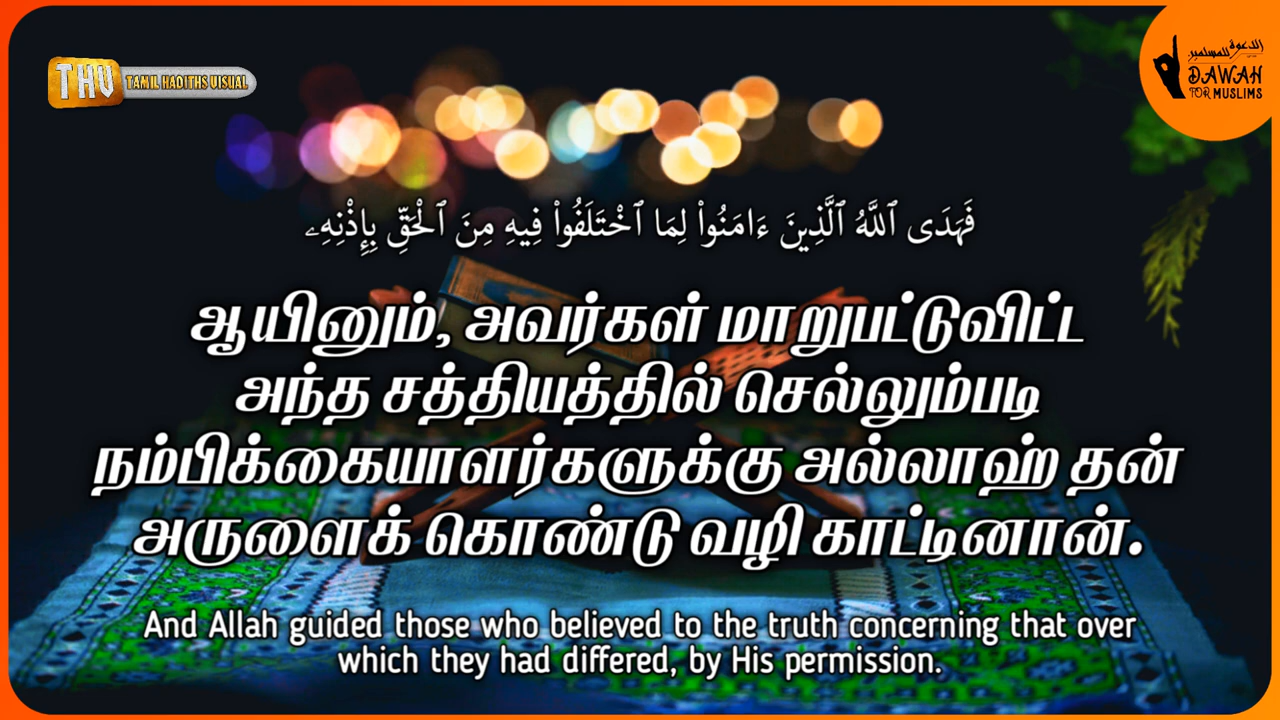 THV TAMIL HADITHS VISUAL
الدعوة للمسلمين
DAWAH
FOR MUSLIMS
فَهَدَى ٱللَّهُ ٱلَّذِينَ ءَامَنُوا۟ لِمَا ٱخْتَلَفُوا۟ فِيهِ مِنَ ٱلْحَقِّ بِإِذْنِهِۦ
ஆயினும், அவர்கள் மாறுபட்டுவிட்ட
அந்த சத்தியத்தில் செல்லும்படி
நம்பிக்கையாளர்களுக்கு அல்லாஹ் தன்
அருளைக் கொண்டு வழி காட்டினான்.
And Allah guided those who believed to the truth concerning that over
which they had differed, by His permission.